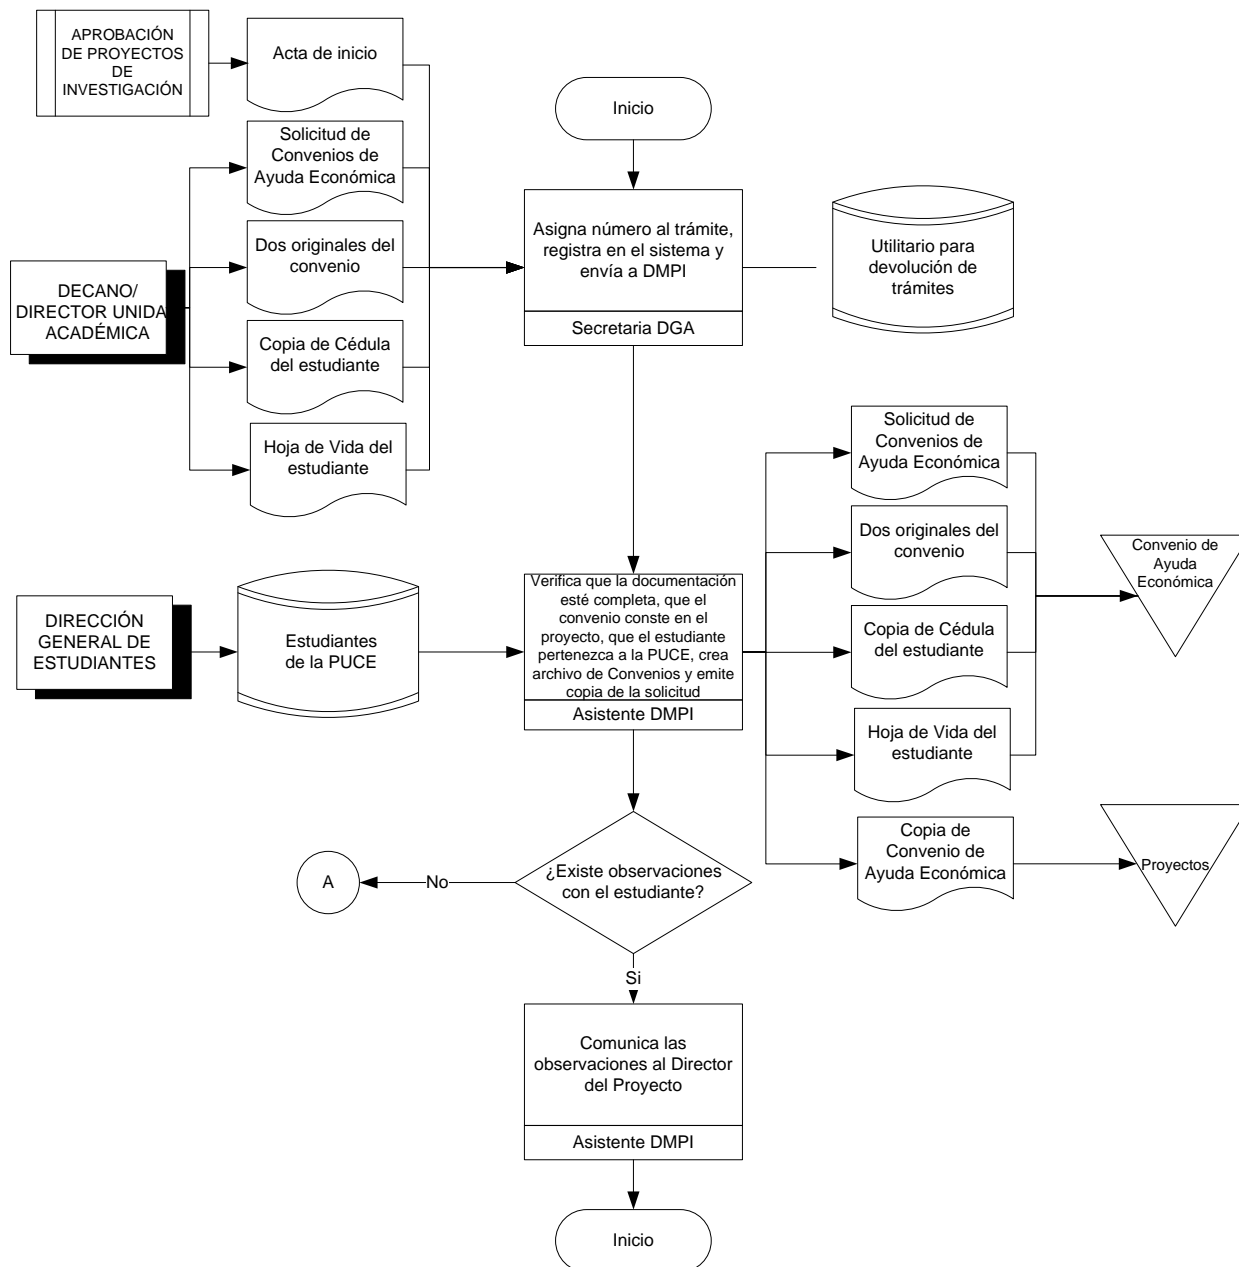 APROBACIÓN
DE PROYECTOS
DE
INVESTIGACIÓN
Acta de inicio
Inicio
Solicitud de
Convenios de
Ayuda Económica
Asigna número al trámite,
registra en el sistema y
envía a DMPI
Secretaria DGA
Utilitario para
devolución de
trámites
Dos originales del
convenio
DECANO/
DIRECTOR UNIDA
ACADÉMICA
Copia de Cédula
del estudiante
Hoja de Vida del
estudiante
Solicitud de
Convenios de
Ayuda Económica
Dos originales del
convenio
Convenio de
Ayuda
Económica
DIRECCIÓN
GENERAL DE
ESTUDIANTES
Estudiantes
de la PUCE
Verifica que la documentación
esté completa, que el
convenio conste en el
proyecto, que el estudiante
pertenezca a la PUCE, crea
archivo de Convenios y emite
copia de la solicitud
Asistente DMPI
Copia de Cédula
del estudiante
Hoja de Vida del
estudiante
Copia de
Convenio de
Ayuda Económica
Proyectos
¿Existe observaciones
con el estudiante?
No
A
Si
Comunica las
observaciones al Director
del Proyecto
Asistente DMPI
Inicio